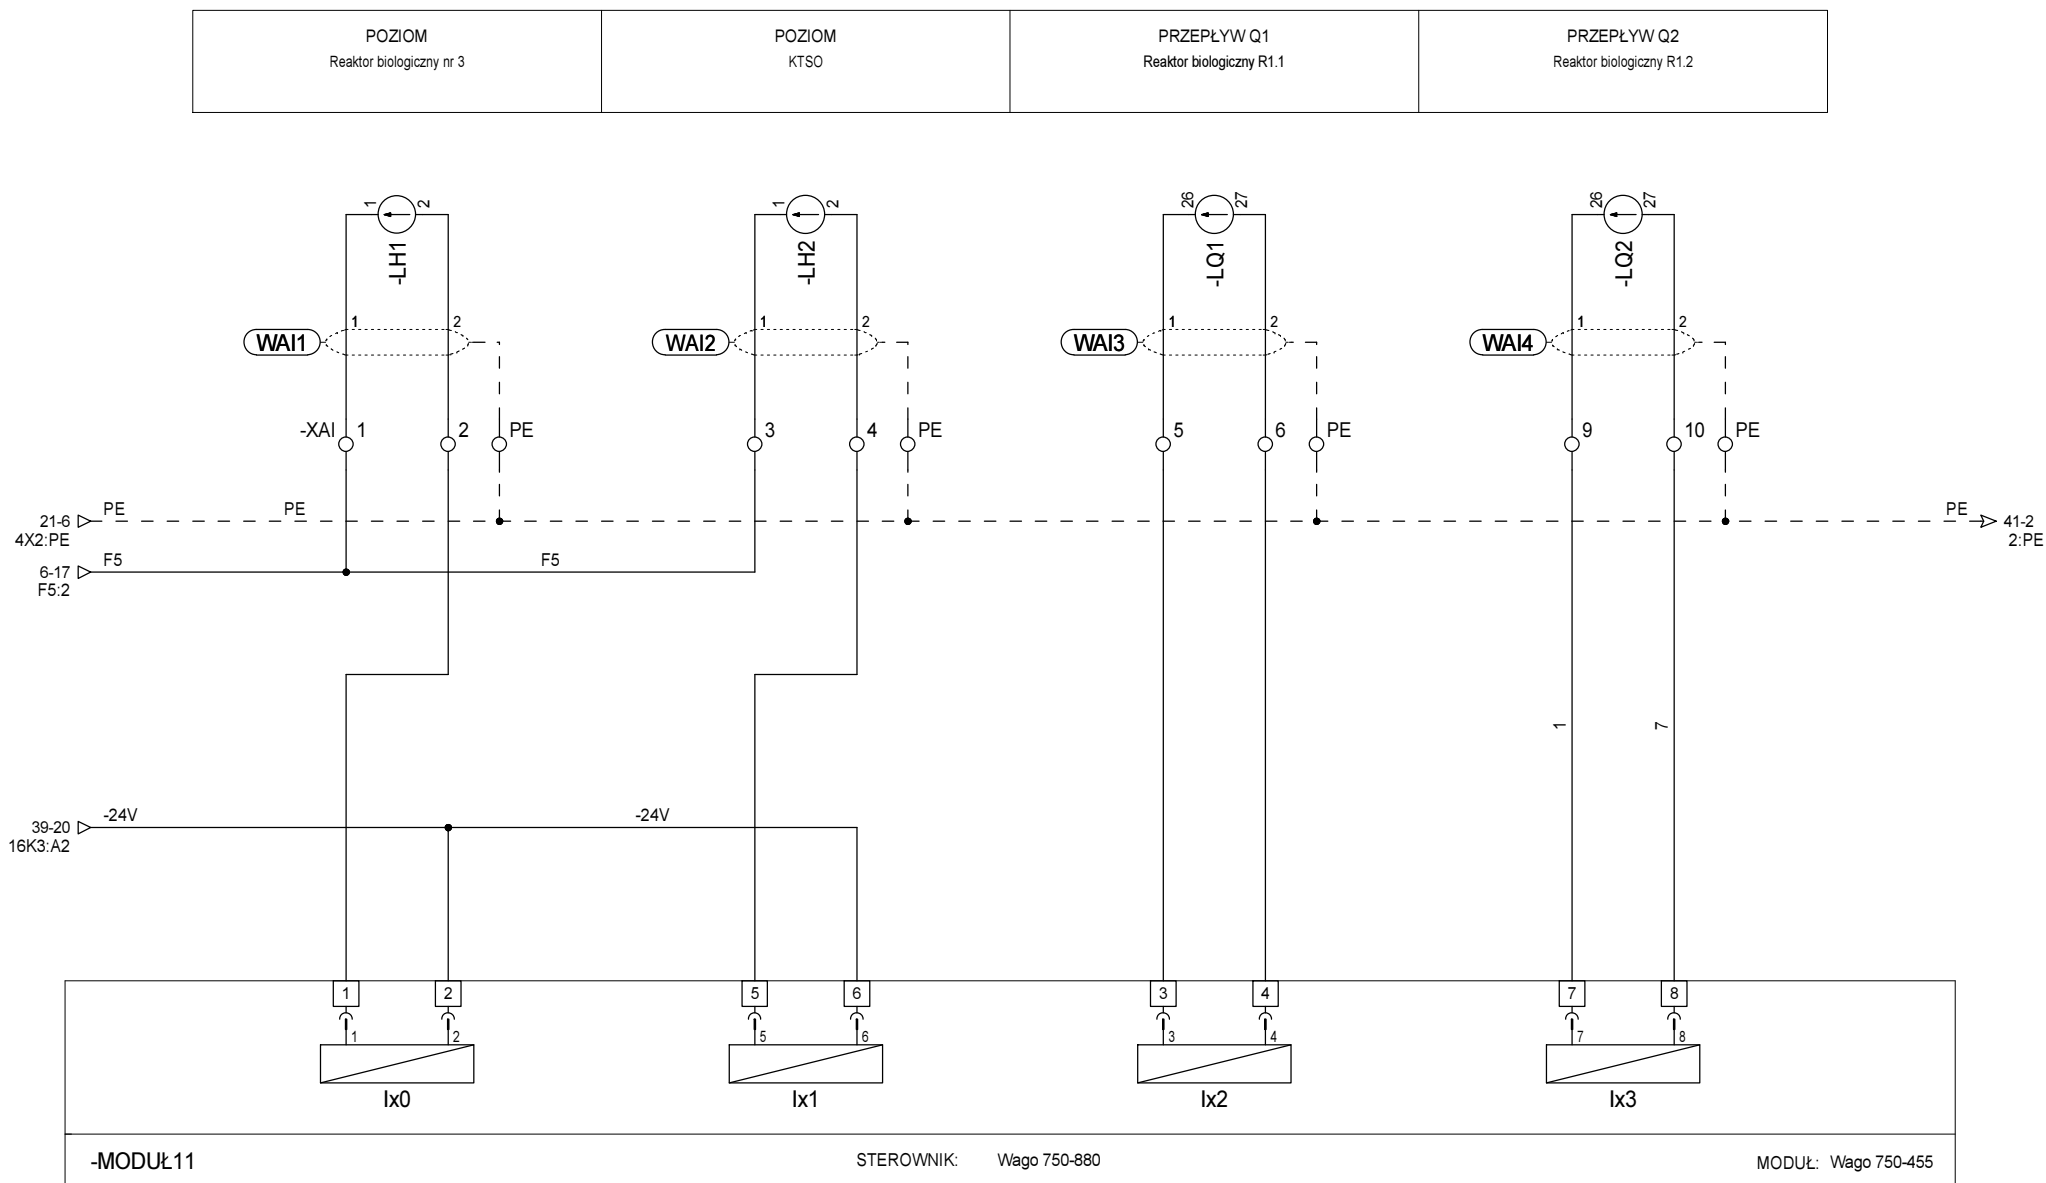 POZIOM
Reaktor biologiczny nr 3
POZIOM
KTSO
PRZEPŁYW Q1
Reaktor biologiczny R1.1
PRZEPŁYW Q2
Reaktor biologiczny R1.2
1 2
-LH1
1 2
-LH2
26 27
-LQ1
26 27
-LQ2
WAI1 1 2
WAI2 1 2
WAI3 1 2
WAI4 1 2
-XAI 1 2 PE
3 4 PE
5 6 PE
9 10 PE
21-6 PE PE PE 41-2
4X2:PE 2:PE
6-17 F5 F5
F5:2
1 7
39-20 -24V -24V
16K3:A2
1 2 5 6 3 4 7 8
1 2 5 6 3 4 7 8
Ix0 Ix1 Ix2 Ix3
-MODUŁ11 STEROWNIK: Wago 750-880 MODUŁ: Wago 750-455